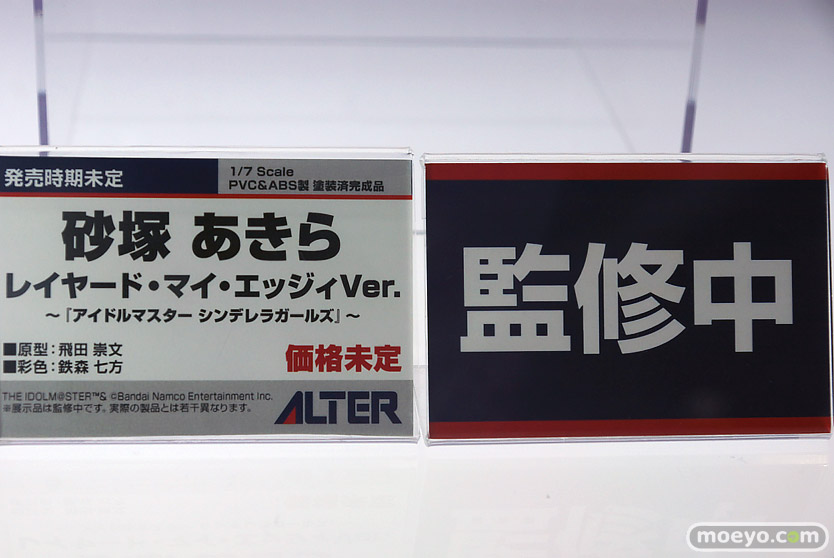 発売時期未定
1/7 Scale
PVC&ABS製 塗装済完成品
砂塚 あきら
レイヤード・マイ・エッジィVer.
～『アイドルマスター シンデレラガールズ』～
■原型：飛田 崇文
■彩色：鉄森 七方
価格未定
THE IDOLM@STER™& ©Bandai Namco Entertainment Inc.
※展示品は監修中です。実際の製品とは若干異なります。
ALTER
監修中
moeyo.com